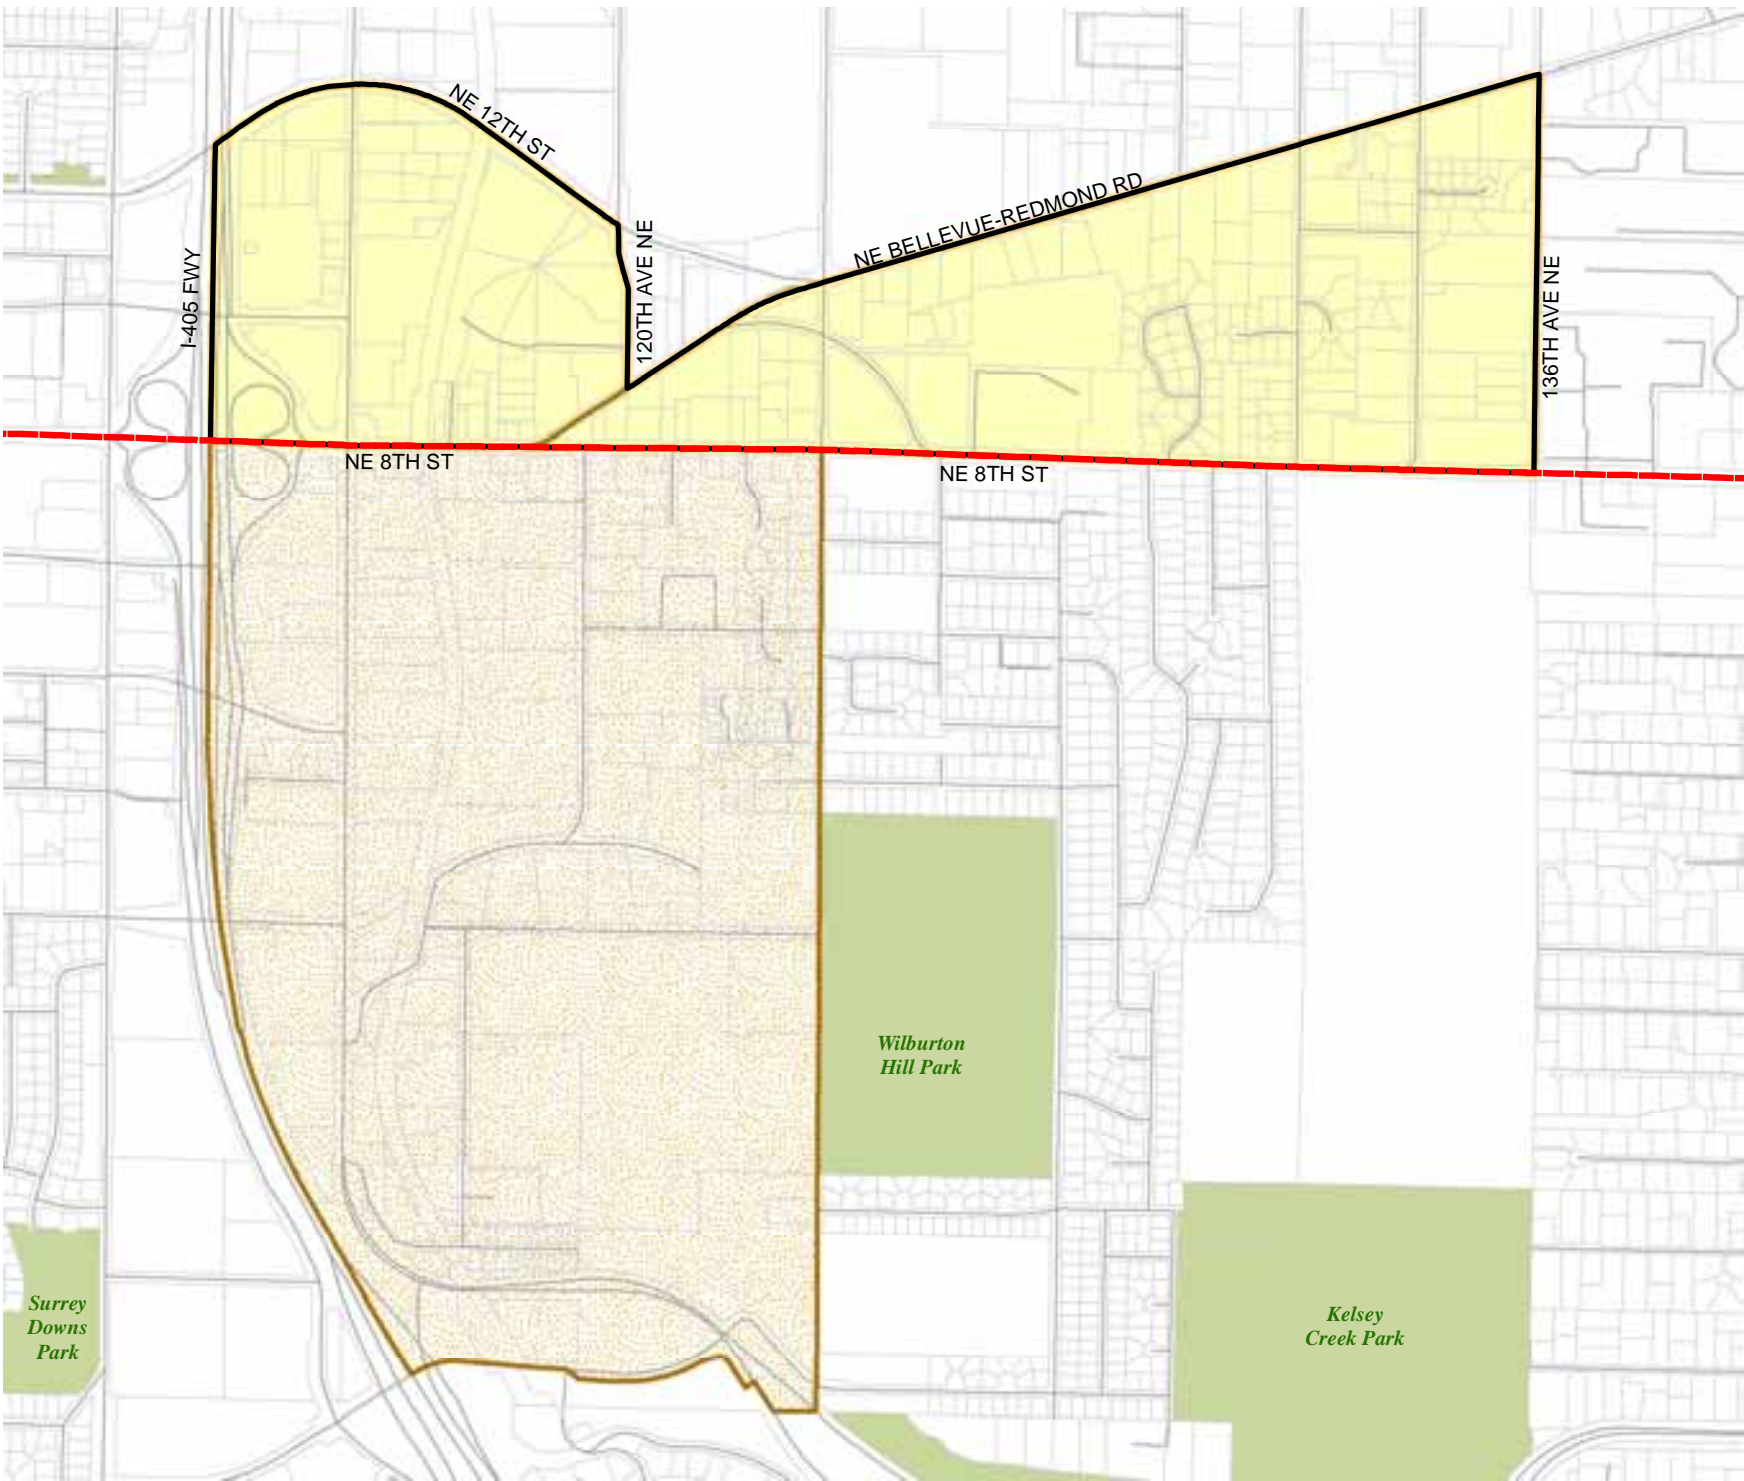 NE 12TH ST
NE BELLEVUE-REDMOND RD
I-405 FWY
120TH AVE NE
136TH AVE NE
NE 8TH ST
NE 8TH ST
Wilburton
Hill Park
Surrey
Downs
Park
Kelsey
Creek Park